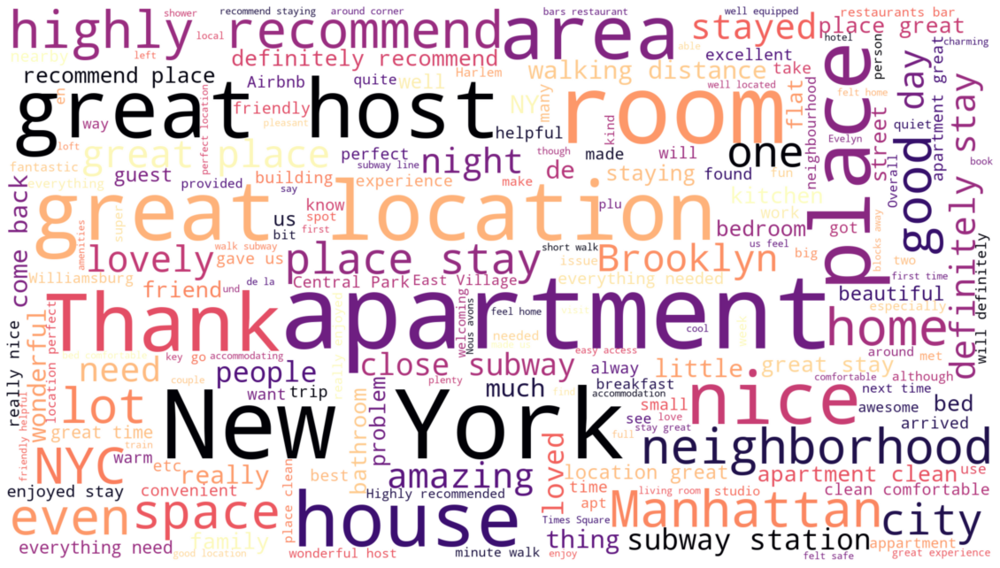 highly
recommend
area
stayed
place great
restaurants bar
shower
recommend staying
around corner
bars restaurant
well equipped
local
left
nearby
definitely recommend
walking distance
excellent
take
hotel
person
charming
able
recommend place
Airbnb
quite
well
Harlem
NY
many
flat
well located
neighbourhood
felt home
street
place
good day
apartment great
definitely stay
en
great host
room
way
friendly
pleasant
perfect location
helpful
kind
one
quiet
Evelyn
loft
great place
perfect
subway line
night
though
de
made
will
staying
found
fun
Overall
book
fantastic
guest
building
experience
make
everything
provided
say
plu
kitchen
work
come back
super
great location
know
spot
first
us
bit
bedroom
got
blocks away
amenities
walk subway
short walk
us feel
lovely
gave us
place stay
issue
Brooklyn
big
two
will definitely
Williamsburg
friend
und
de la
Central Park
East Village
everything needed
first time
beautiful
especially
Thank
apartment
welcoming
Nous avons
feel home
visit
cool
week
home
wonderful
location perfect
really enjoyed
needed
easy access
around
met
really nice
need
key
go
accommodating
people
close subway
alway
little
great stay
although
couple
want
trip
plenty
much
breakfast
accommodation
comfortable
next time
lot
find
small
nice
awesome
bed
see
love
arrived
friendly helpful
great time
train
bathroom
problem
New York
full
stay great
neighborhood
NYC
warm
etc
really
best
amazing
loved
location great
apartment clean
use
enjoyed stay
convenient
place clean
Highly recommended
time
apt
living room
studio
clean comfortable
even
space
house
Times Square
Manhattan
city
everything need
family
good location
wonderful host
minute walk
thing
enjoy
subway station
felt safe
appartment
great experience